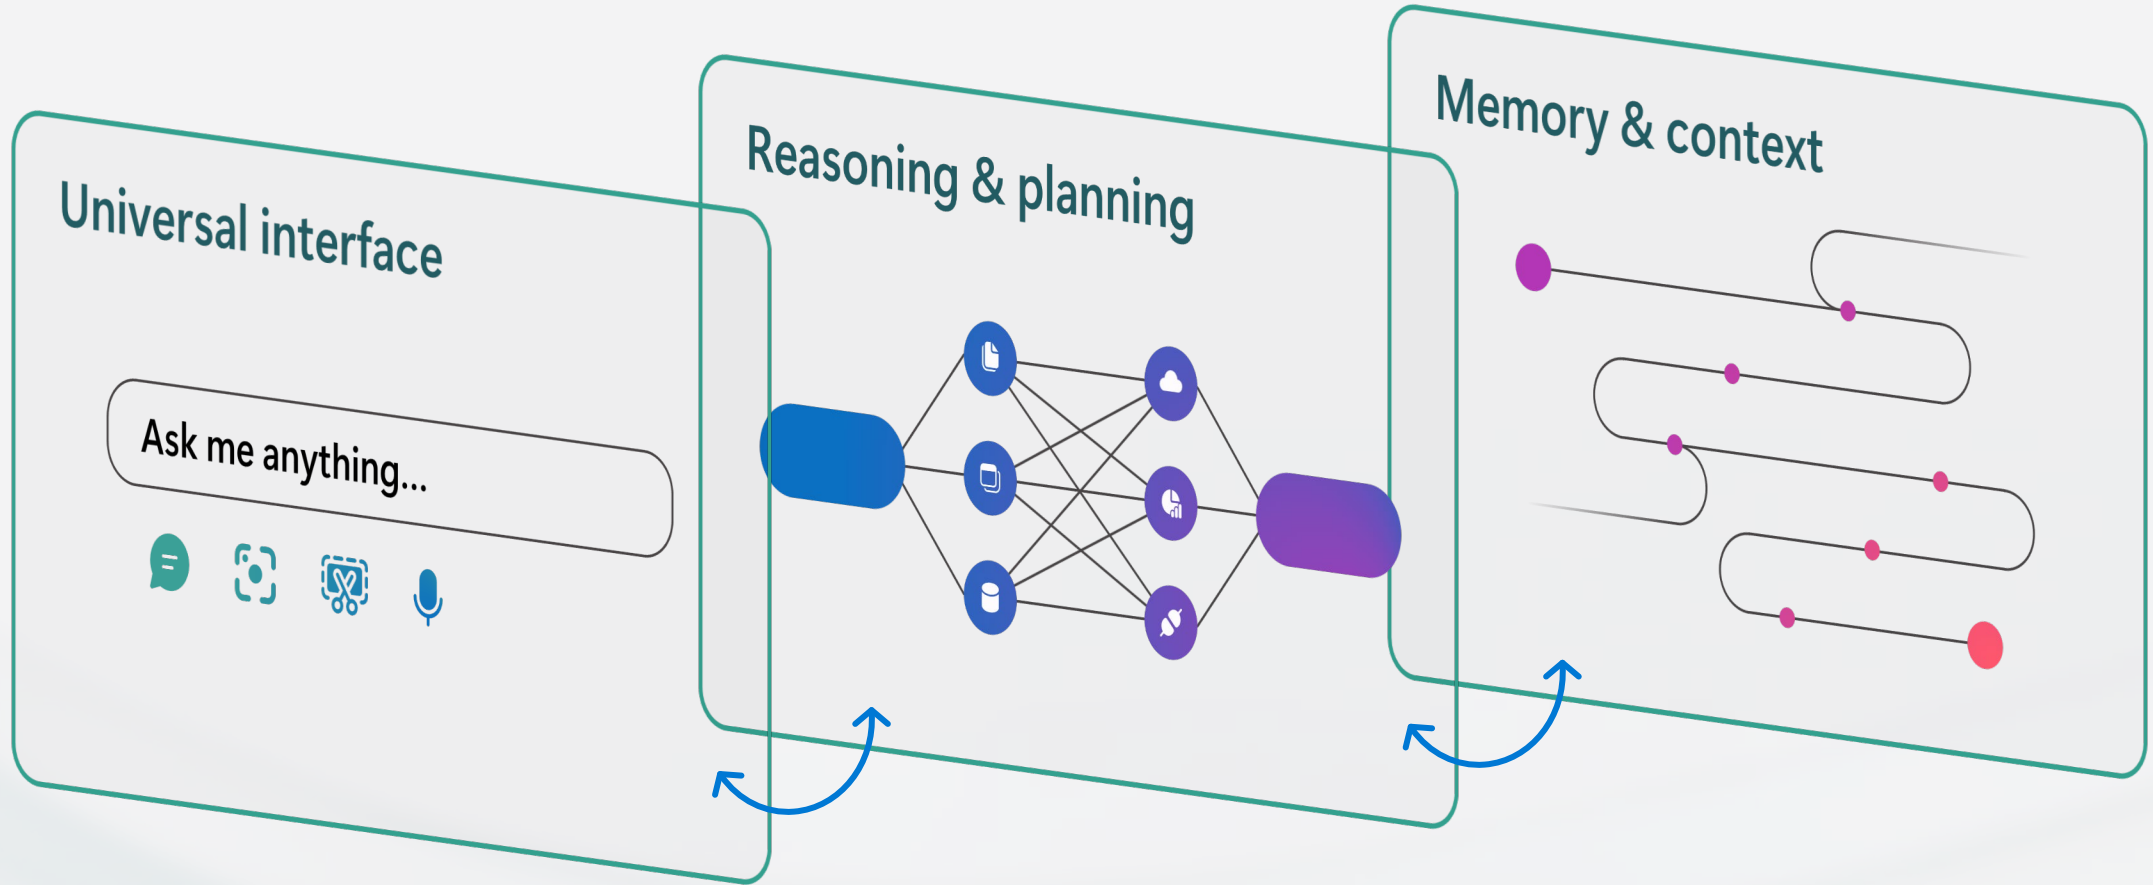 Universal interface
Ask me anything...
Reasoning & planning
Memory & context